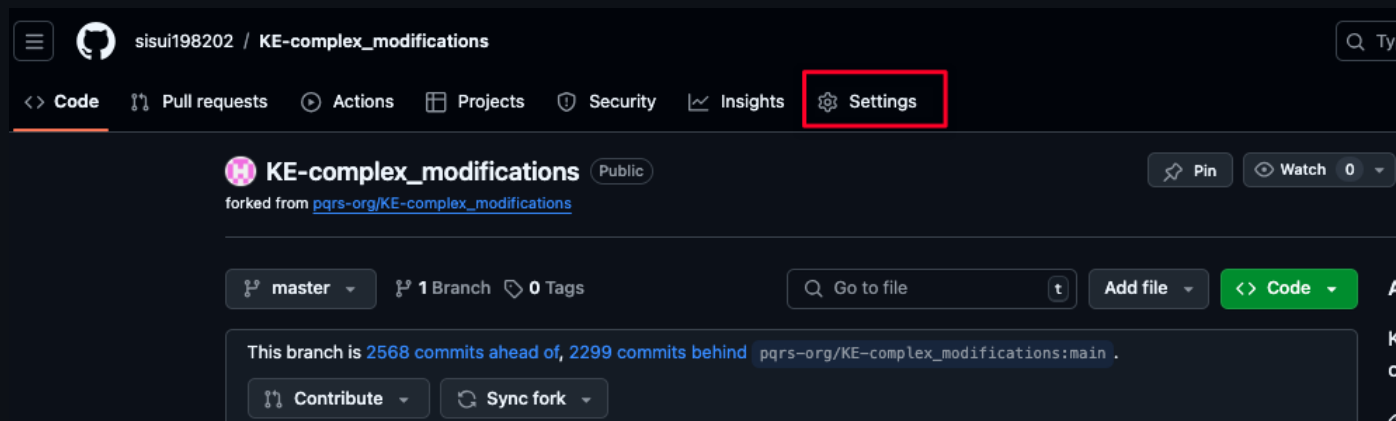 sisui198202 / KE-complex_modifications
Code Pull requests Actions Projects Security Insights Settings
KE-complex_modifications Public
Pin Watch 0
forked from pqrs-org/KE-complex_modifications
master 1 Branch 0 Tags Go to file t Add file Code
This branch is 2568 commits ahead of, 2299 commits behind pqrs-org/KE-complex_modifications:main .
Contribute Sync fork